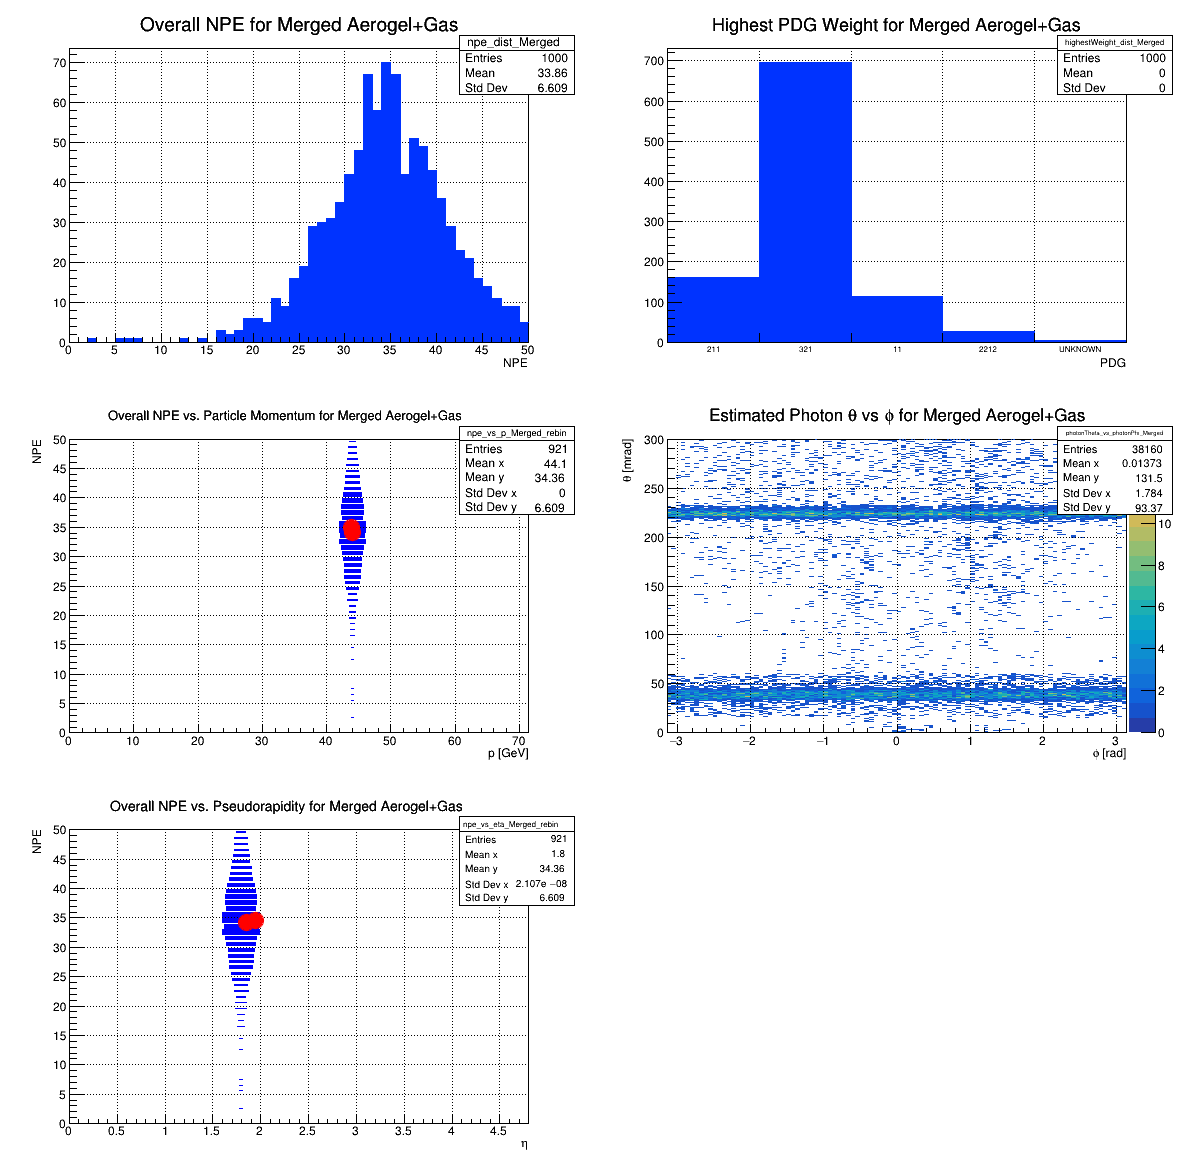 Overall NPE for Merged Aerogel+Gas
npe_dist_Merged
Entries 1000
Mean 33.86
Std Dev 6.609
70
60
50
40
30
20
10
0
0 5 10 15 20 25 30 35 40 45 50
NPE
Highest PDG Weight for Merged Aerogel+Gas
highestWeight_dist_Merged
Entries 1000
Mean 0
Std Dev 0
700
600
500
400
300
200
100
0
211 321 11 2212 UNKNOWN
PDG
Overall NPE vs. Particle Momentum for Merged Aerogel+Gas
npe_vs_p_Merged_rebin
Entries 921
Mean x 44.1
Mean y 34.36
Std Dev x 0
Std Dev y 6.609
NPE
50
45
40
35
30
25
20
15
10
5
0
0 10 20 30 40 50 60 70
p [GeV]
Estimated Photon θ vs ϕ for Merged Aerogel+Gas
photonTheta_vs_photonPhi_Merged
Entries 38160
Mean x 0.01373
Mean y 131.5
Std Dev x 1.784
Std Dev y 93.37
θ [mrad]
300
250
200
150
100
50
0
−3 −2 −1 0 1 2 3
ϕ [rad]
10
8
6
4
2
0
Overall NPE vs. Pseudorapidity for Merged Aerogel+Gas
npe_vs_eta_Merged_rebin
Entries 921
Mean x 1.8
Mean y 34.36
Std Dev x 2.107e −08
Std Dev y 6.609
NPE
50
45
40
35
30
25
20
15
10
5
0
0 0.5 1 1.5 2 2.5 3 3.5 4 4.5
η